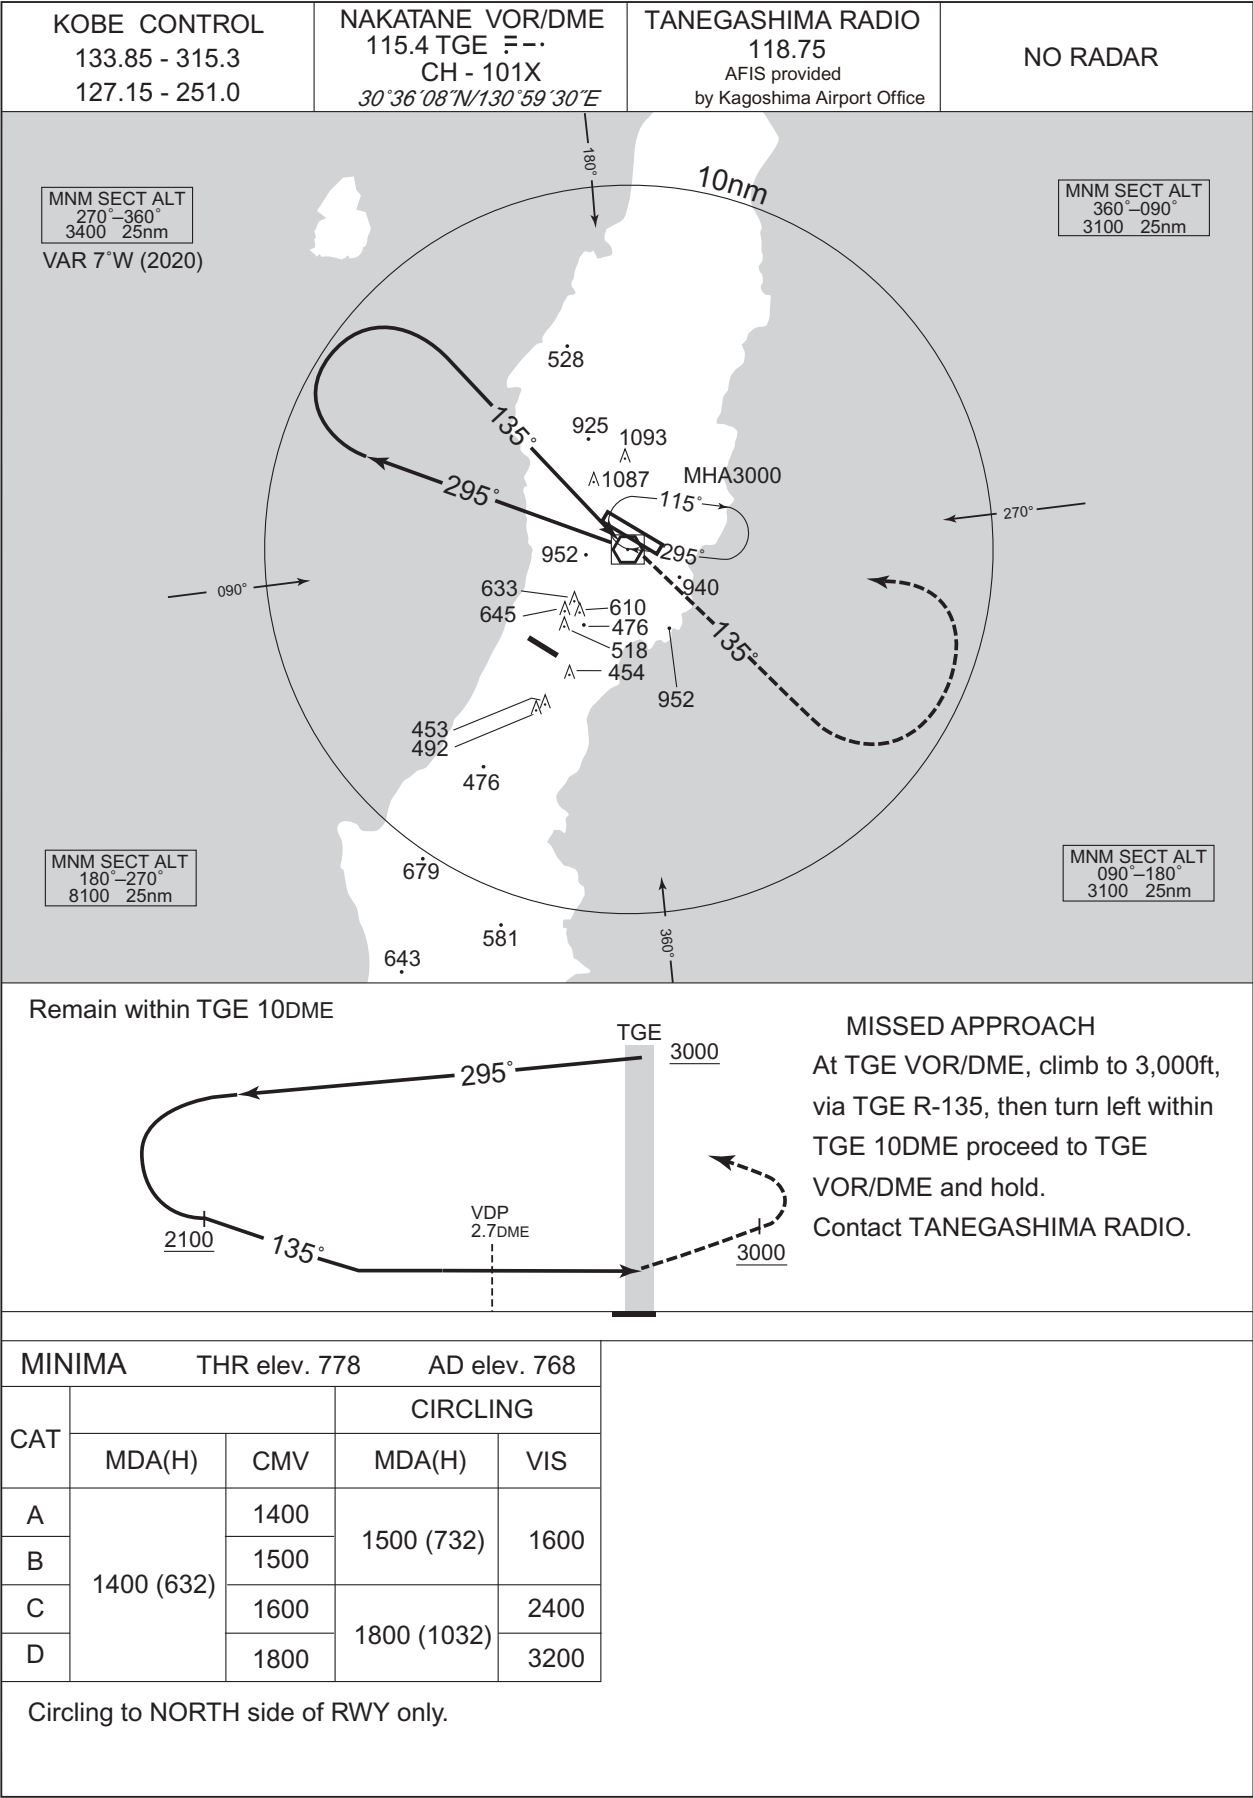 KOBE CONTROL
133.85 - 315.3
127.15 - 251.0
NAKATANE VOR/DME
115.4 TGE
CH - 101X
30°36´08˝N/130°59´30˝E
TANEGASHIMA RADIO
118.75
AFIS provided
by Kagoshima Airport Office
NO RADAR
180°
10nm
MNM SECT ALT
270°–360°
3400 25nm
VAR 7°W (2020)
MNM SECT ALT
360°–090°
3100 25nm
528
135°
925
1093
1087
MHA3000
115°
295°
270°
952
295°
940
090°
633
645
610
476
518
135°
454
952
453
492
476
MNM SECT ALT
180°–270°
8100 25nm
679
MNM SECT ALT
090°–180°
3100 25nm
581
360°
643
Remain within TGE 10DME
TGE
3000
295°
VDP
2.7DME
2100
135°
3000
MISSED APPROACH
At TGE VOR/DME, climb to 3,000ft,
via TGE R-135, then turn left within
TGE 10DME proceed to TGE
VOR/DME and hold.
Contact TANEGASHIMA RADIO.
MINIMA THR elev. 778 AD elev. 768
CAT
CIRCLING
MDA(H) CMV MDA(H) VIS
A 1400
B 1500
1400 (632)
1500 (732) 1600
C 1600 2400
1800 (1032)
D 1800 3200
Circling to NORTH side of RWY only.